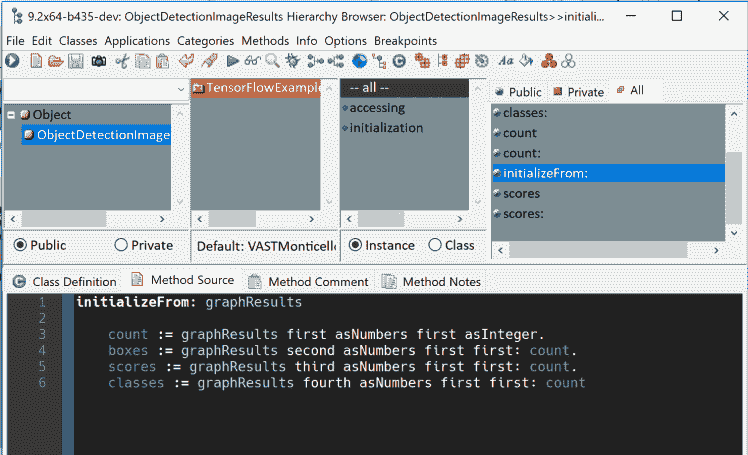 9.2x64-b435-dev: ObjectDetectionImageResults Hierarchy Browser: ObjectDetectionImageResults>>initiali...
File Edit Classes Applications Categories Methods Info Options Breakpoints
Object
ObjectDetectionImage
Public Private
TensorFlowExample
Default: VASTMonticell
-- all --
accessing
initialization
Instance Class
Public Private All
classes:
count
count:
initializeFrom:
scores
scores:
Class Definition Method Source Method Comment Method Notes
1 initializeFrom: graphResults
2
3 count := graphResults first asNumbers first asInteger.
4 boxes := graphResults second asNumbers first first: count.
5 scores := graphResults third asNumbers first first: count.
6 classes := graphResults fourth asNumbers first first: count